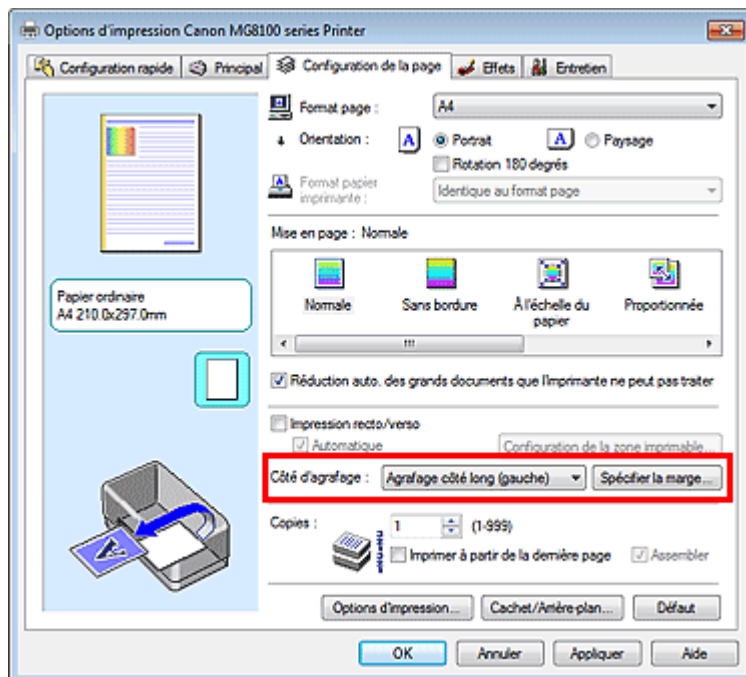 Options d'impression Canon MG8100 series Printer
Configuration rapide Principal Configuration de la page Effets Entretien
Format page : A4
Orientation : A Portrait A Paysage
Rotation 180 degrés
Format papier imprimante : Identique au format page
Mise en page : Normale
Normale Sans bordure À l'échelle du papier Proportionnée
Papier ordinaire
A4 210.0x297.0mm
Réduction auto. des grands documents que l'imprimante ne peut pas traiter
Impression recto/verso
Automatique Configuration de la zone imprimable...
Côté d'agrafage : Agrafage côté long (gauche) Spécifier la marge...
Copies : 1 (1-999)
Imprimer à partir de la dernière page Assembler
Options d'impression... Cachet/Arrière-plan... Défaut
OK Annuler Appliquer Aide